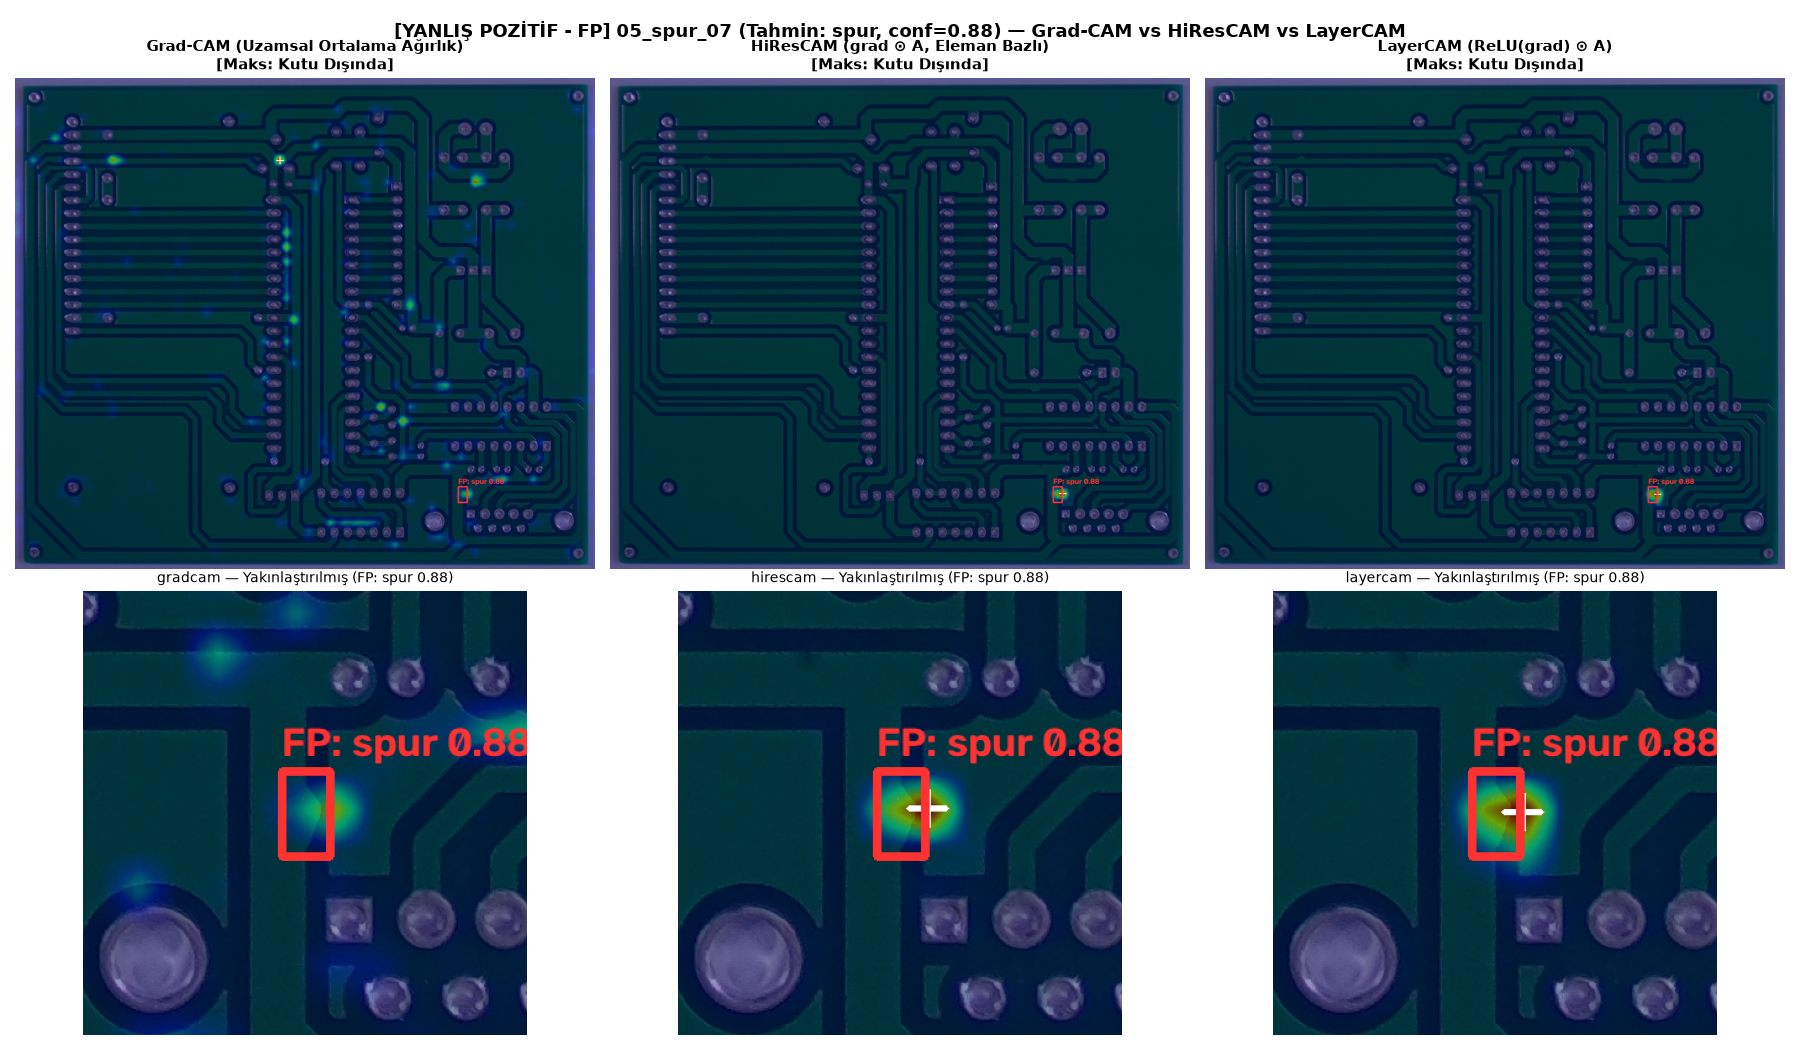 [YANLIŞ POZİTİF - FP] 05_spur_07 (Tahmin: spur, conf=0.88) — Grad-CAM vs HiResCAM vs LayerCAM
Grad-CAM (Uzamsal Ortalama Ağırlık)
[Maks: Kutu Dışında]
HiResCAM (grad ⊙ A, Eleman Bazlı)
[Maks: Kutu Dışında]
LayerCAM (ReLU(grad) ⊙ A)
[Maks: Kutu Dışında]
FP: spur 0.88
FP: spur 0.88
FP: spur 0.88
gradcam — Yakınlaştırılmış (FP: spur 0.88)
hirescam — Yakınlaştırılmış (FP: spur 0.88)
layercam — Yakınlaştırılmış (FP: spur 0.88)
FP: spur 0.88
FP: spur 0.88
FP: spur 0.88